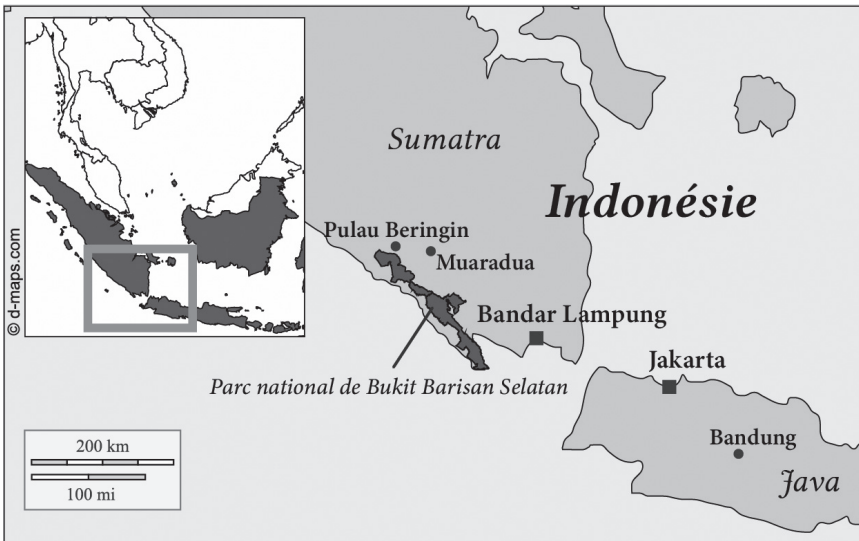 © d-maps.com
Sumatra
Indonésie
Pulau Beringin
Muaradua
Bandar Lampung
Jakarta
Parc national de Bukit Barisan Selatan
Bandung
Java
200 km
100 mi